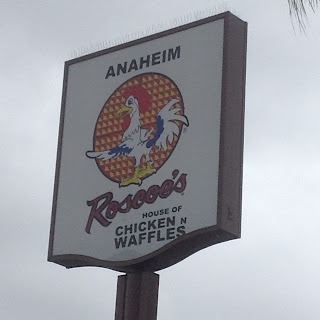 ANAHEIM
Roscoe's
HOUSE OF
CHICKEN N
WAFFLES